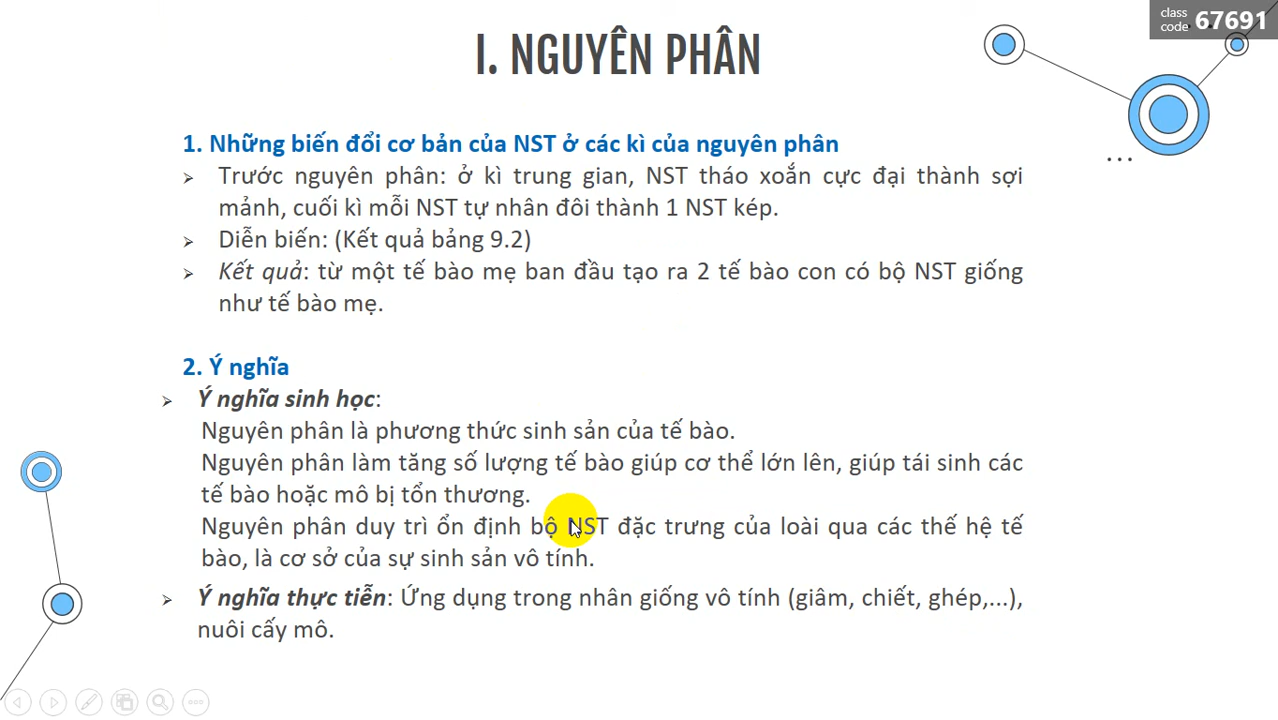 class
code 67691
I. NGUYÊN PHÂN
1. Những biến đổi cơ bản của NST ở các kì của nguyên phân
➢ Trước nguyên phân: ở kì trung gian, NST tháo xoắn cực đại thành sợi
mảnh, cuối kì mỗi NST tự nhân đôi thành 1 NST kép.
➢ Diễn biến: (Kết quả bảng 9.2)
➢ Kết quả: từ một tế bào mẹ ban đầu tạo ra 2 tế bào con có bộ NST giống
như tế bào mẹ.
2. Ý nghĩa
➢ Ý nghĩa sinh học:
Nguyên phân là phương thức sinh sản của tế bào.
Nguyên phân làm tăng số lượng tế bào giúp cơ thể lớn lên, giúp tái sinh các
tế bào hoặc mô bị tổn thương.
Nguyên phân duy trì ổn định bộ NST đặc trưng của loài qua các thế hệ tế
bào, là cơ sở của sự sinh sản vô tính.
➢ Ý nghĩa thực tiễn: Ứng dụng trong nhân giống vô tính (giâm, chiết, ghép,...),
nuôi cấy mô.